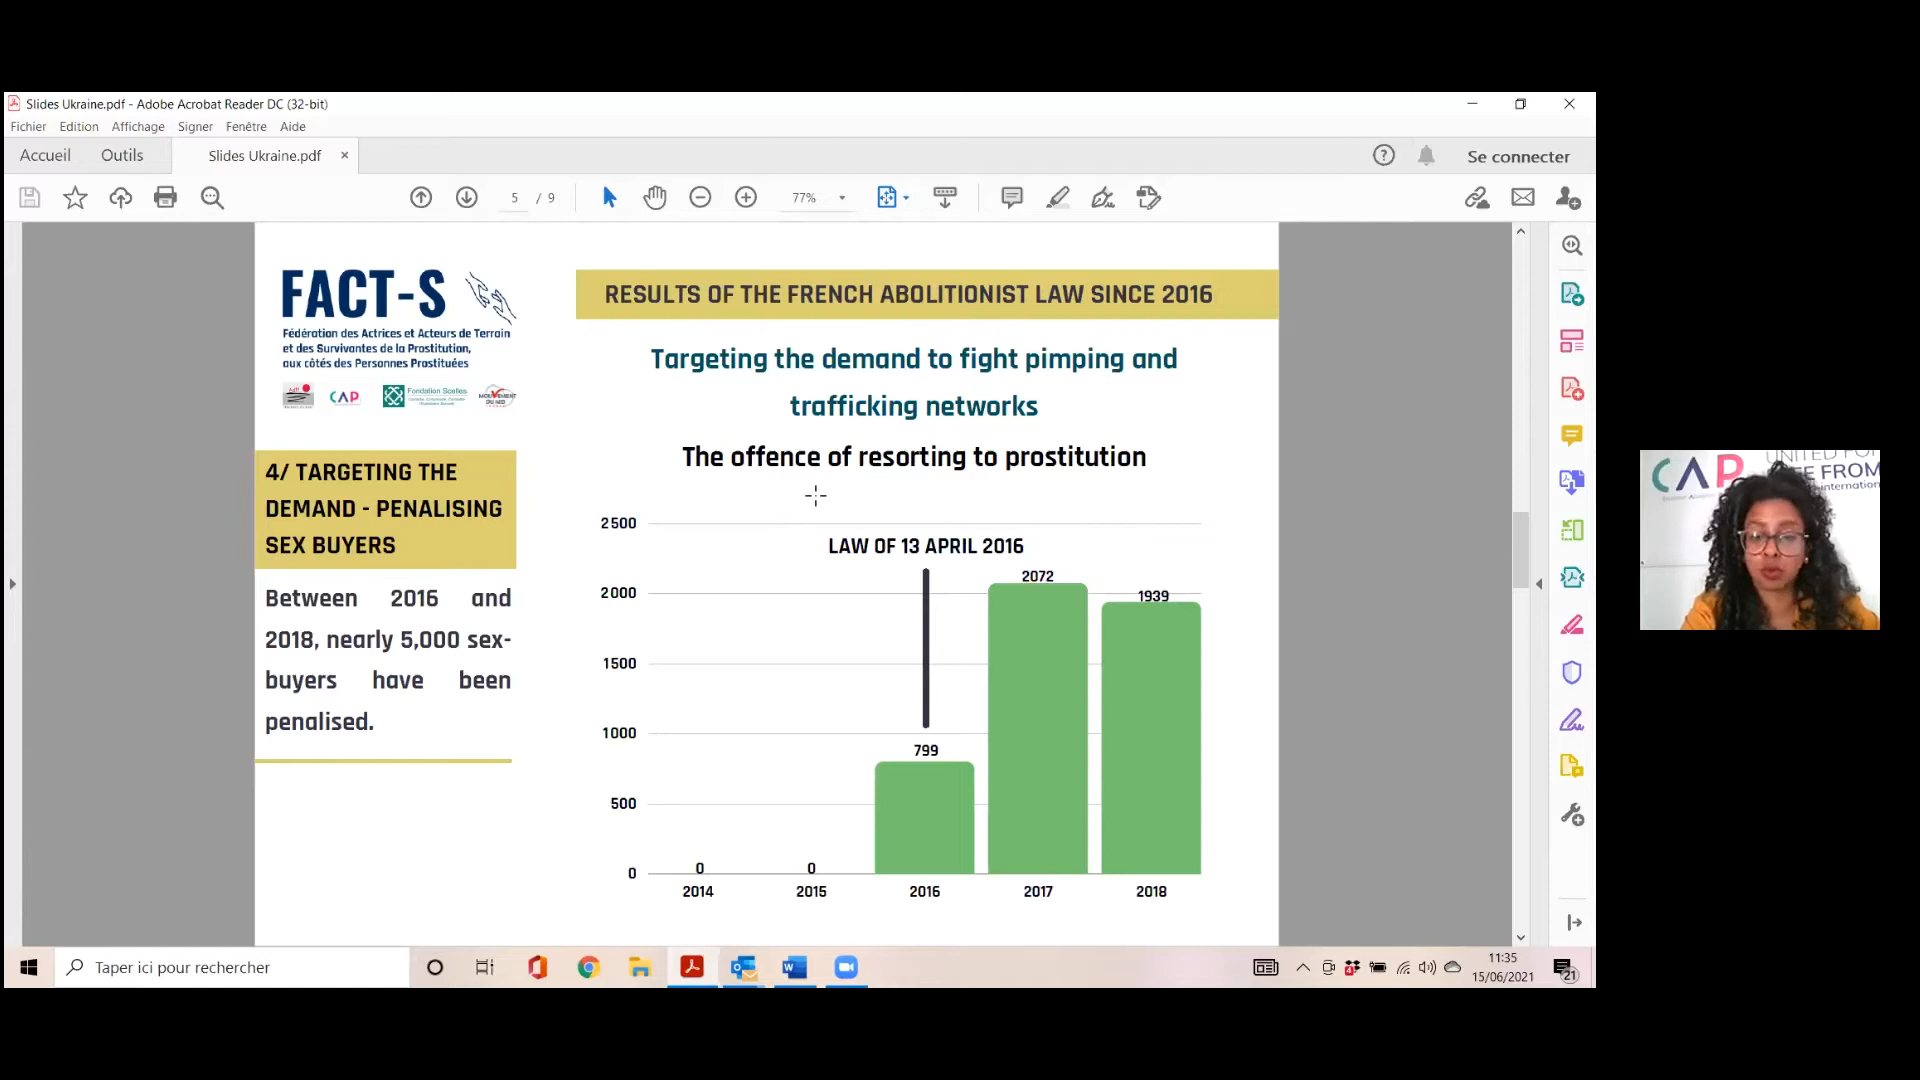 Slides Ukraine.pdf - Adobe Acrobat Reader DC (32-bit)
Fichier Edition Affichage Signer Fenêtre Aide
Accueil Outils Slides Ukraine.pdf Se connecter
5 / 9 77%
FACT-S
Fédération des Actrices et Acteurs de Terrain
et des Survivantes de la Prostitution,
aux côtés des Personnes Prostituées
CAP Fondation Scelles MOUVEMENT DU NID
RESULTS OF THE FRENCH ABOLITIONIST LAW SINCE 2016
Targeting the demand to fight pimping and
trafficking networks
The offence of resorting to prostitution
4/ TARGETING THE
DEMAND - PENALISING
SEX BUYERS
Between 2016 and
2018, nearly 5,000 sex-
buyers have been
penalised.
2500
LAW OF 13 APRIL 2016
2072
2000
1939
1500
1000
799
500
0 0 0
2014 2015 2016 2017 2018
CAP UNITED FROM
international
Taper ici pour rechercher
11:35
15/06/2021
21